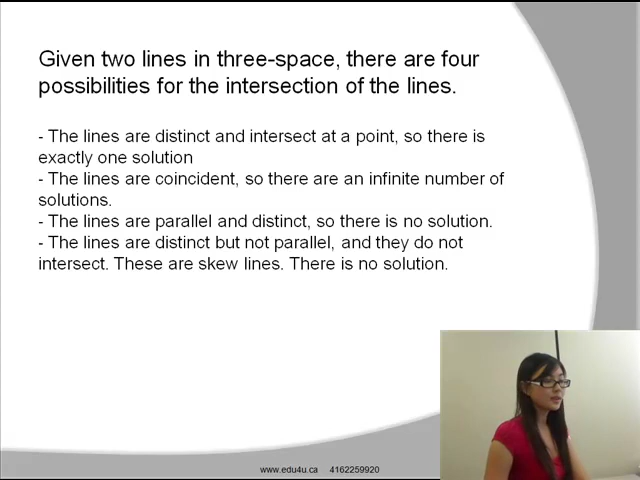 Given two lines in three-space, there are four
possibilities for the intersection of the lines.
- The lines are distinct and intersect at a point, so there is
exactly one solution
- The lines are coincident, so there are an infinite number of
solutions.
- The lines are parallel and distinct, so there is no solution.
- The lines are distinct but not parallel, and they do not
intersect. These are skew lines. There is no solution.
www.edu4u.ca 4162259920